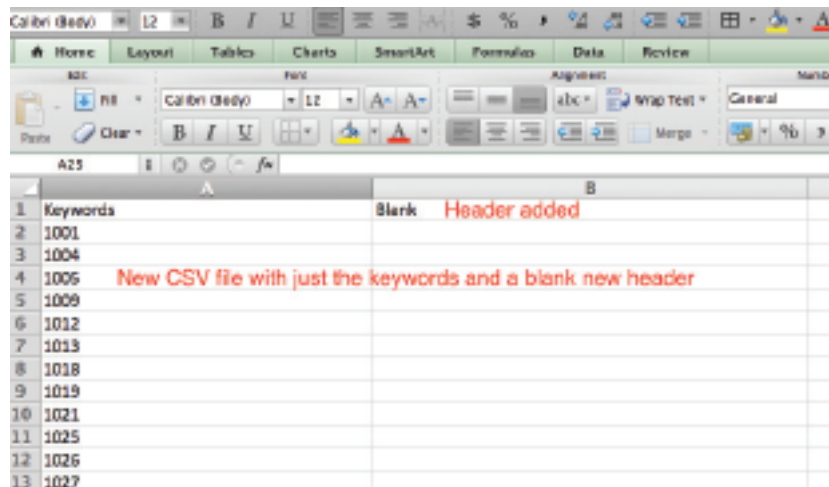 Calibri (Body) 12 B I U $ % A
Home Layout Tables Charts SmartArt Formulas Data Review
Edit Font Alignment Numb
Paste Fill Calibri (Body) 12 A A abc Wrap Text General
Clear B I U A Merge %
A25 fx
A B
1 Keywords Blank Header added
2 1001
3 1004
4 1005 New CSV file with just the keywords and a blank new header
5 1009
6 1012
7 1013
8 1018
9 1019
10 1021
11 1025
12 1026
13 1027